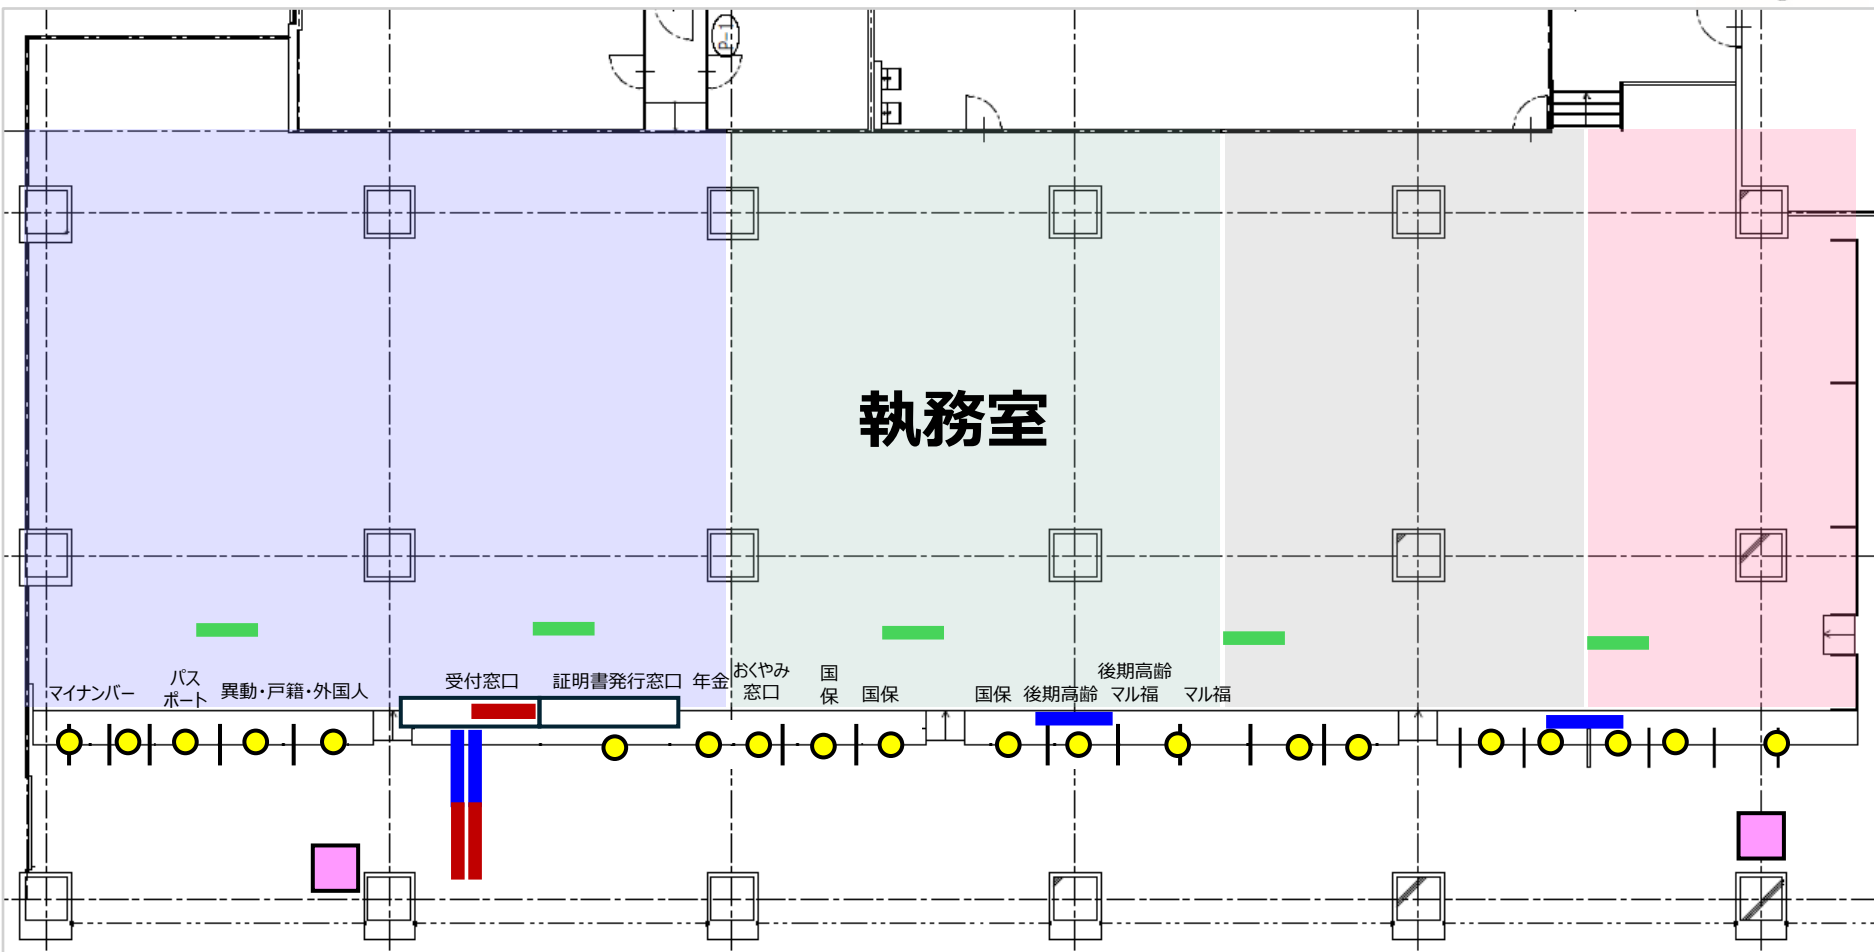 P-1
執務室
マイナンバー
パス
ポート
異動・戸籍・外国人
受付窓口
証明書発行窓口
年金
おくやみ
窓口
国
保
国保
国保
後期高齢
後期高齢
マル福
マル福